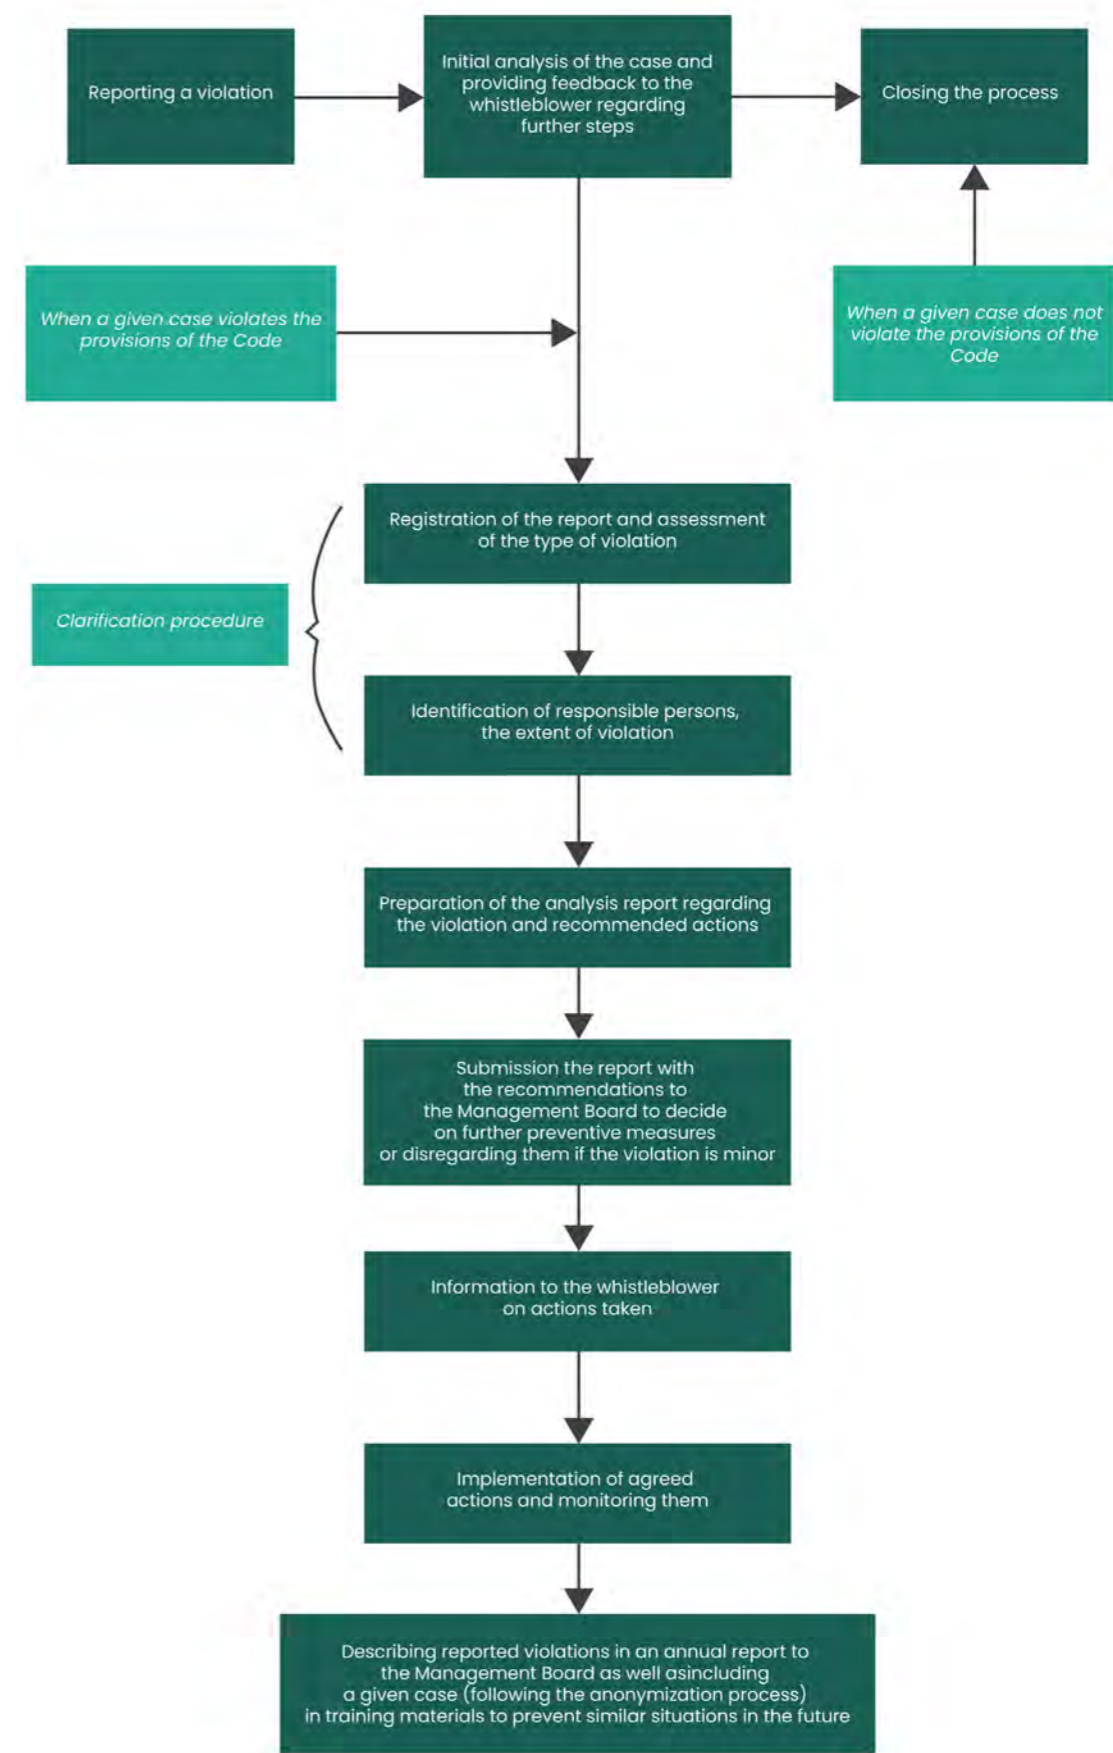 Reporting a violation
Initial analysis of the case and
providing feedback to the
whistleblower regarding
further steps
Closing the process
When a given case violates the
provisions of the Code
When a given case does not
violate the provisions of the
Code
Registration of the report and assessment
of the type of violation
Clarification procedure
Identification of responsible persons,
the extent of violation
Preparation of the analysis report regarding
the violation and recommended actions
Submission the report with
the recommendations to
the Management Board to decide
on further preventive measures
or disregarding them if the violation is minor
Information to the whistleblower
on actions taken
Implementation of agreed
actions and monitoring them
Describing reported violations in an annual report to
the Management Board as well asincluding
a given case (following the anonymization process)
in training materials to prevent similar situations in the future